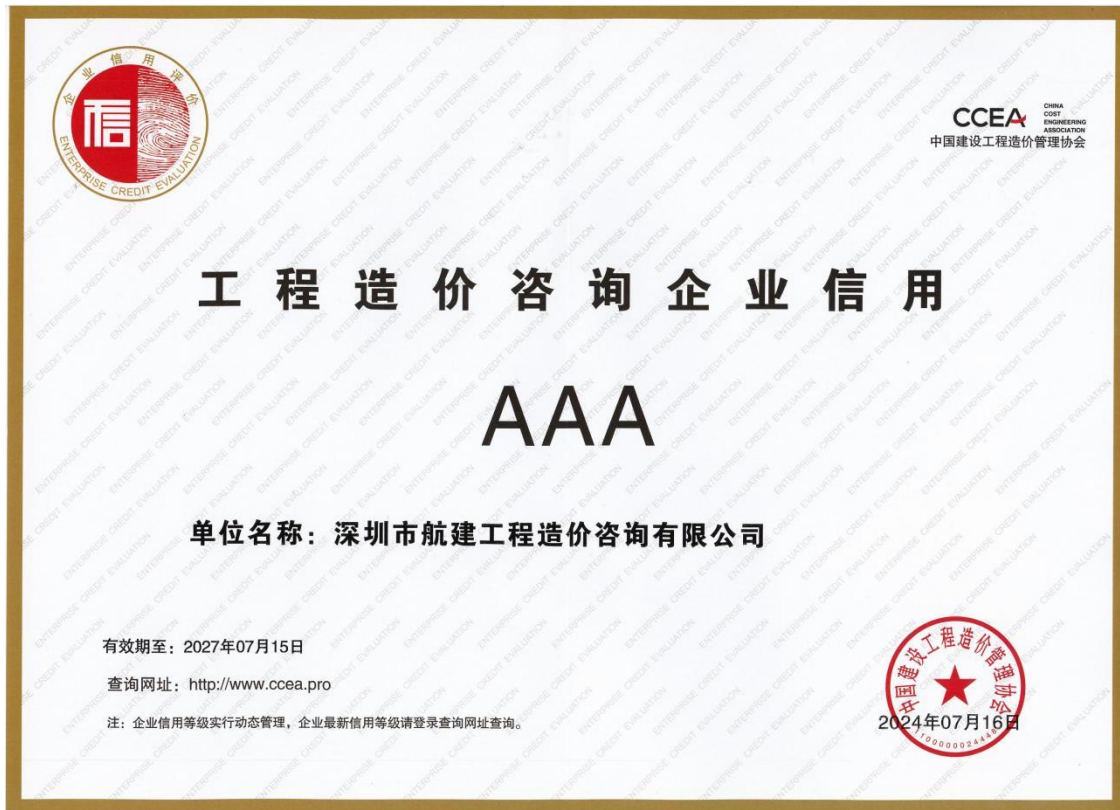 企业信用评价
ENTERPRISE CREDIT EVALUATION
信
CCEA
CHINA
COST
ENGINEERING
ASSOCIATION
中国建设工程造价管理协会
工程造价咨询企业信用
AAA
单位名称：深圳市航建工程造价咨询有限公司
有效期至：2027年07月15日
查询网址：http://www.ccea.pro
注：企业信用等级实行动态管理，企业最新信用等级请登录查询网址查询。
中国建设工程造价管理协会
2024年07月16日